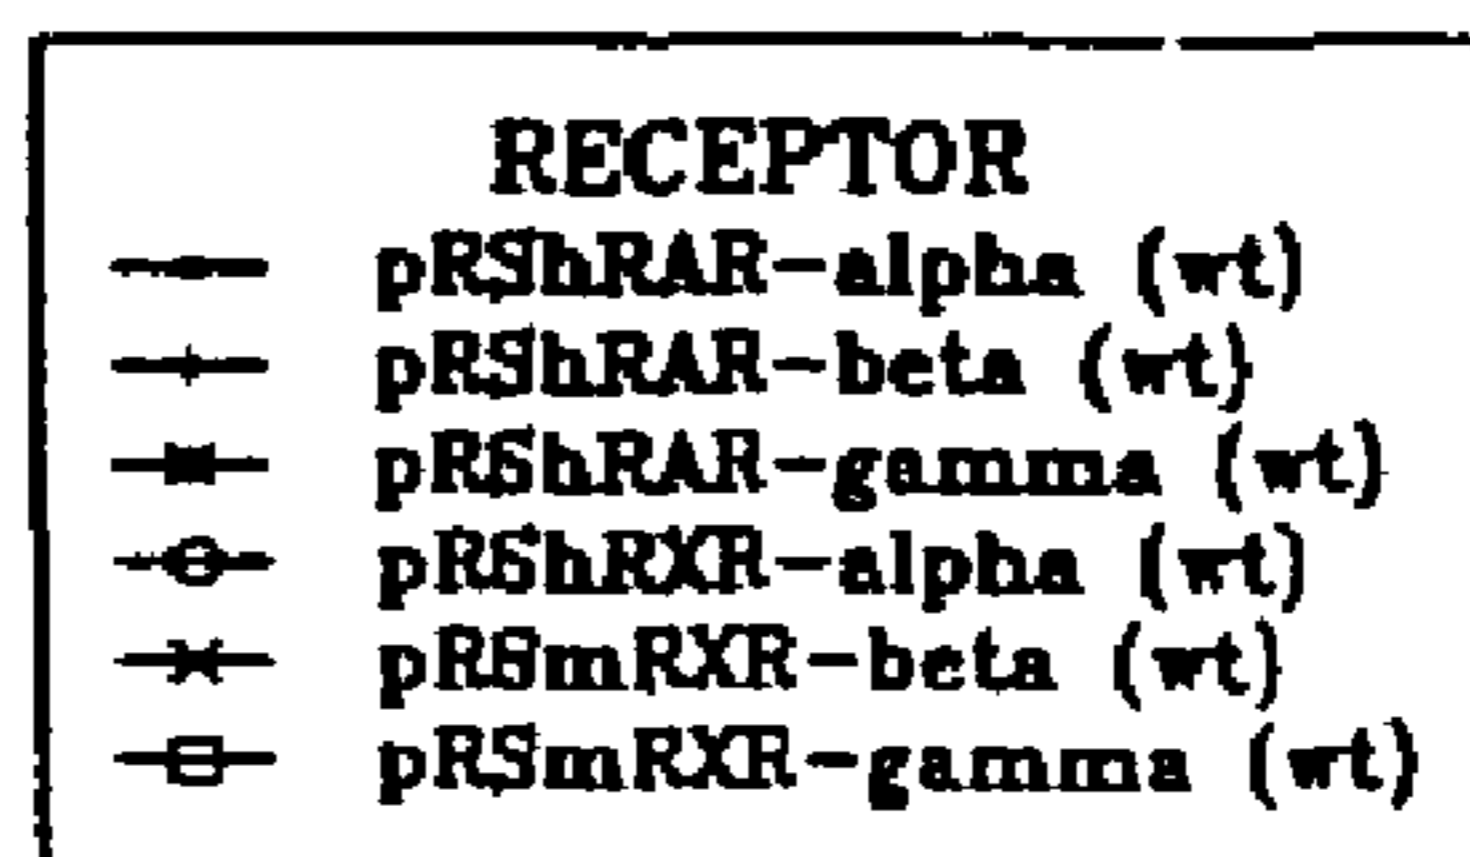 RECEPTOR
pRShRAR-alpha (wt)
pRShRAR-beta (wt)
pRShRAR-gamma (wt)
pRShRXR-alpha (wt)
pRSmRXR-beta (wt)
pRSmRXR-gamma (wt)